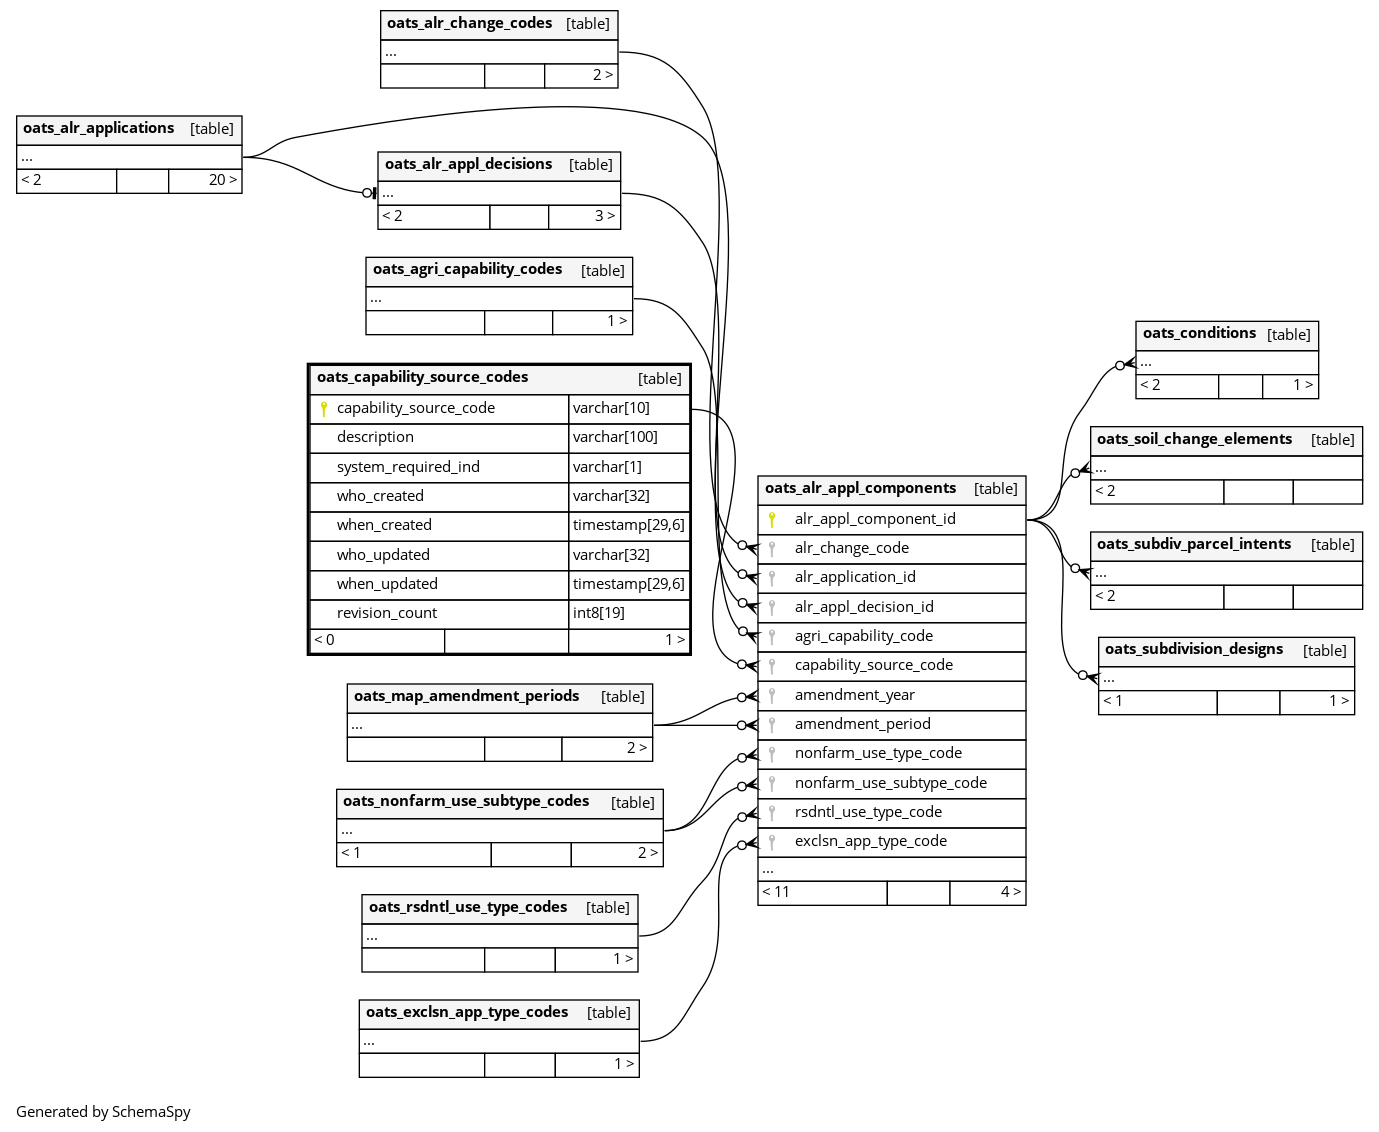 oats_alr_change_codes [table]
...
2 >
oats_alr_applications [table]
...
< 2 20 >
oats_alr_appl_decisions [table]
...
< 2 3 >
oats_agri_capability_codes [table]
...
1 >
oats_capability_source_codes [table]
capability_source_code varchar[10]
description varchar[100]
system_required_ind varchar[1]
who_created varchar[32]
when_created timestamp[29,6]
who_updated varchar[32]
when_updated timestamp[29,6]
revision_count int8[19]
< 0 1 >
oats_map_amendment_periods [table]
...
2 >
oats_nonfarm_use_subtype_codes [table]
...
< 1 2 >
oats_rsdntl_use_type_codes [table]
...
1 >
oats_exclsn_app_type_codes [table]
...
1 >
oats_alr_appl_components [table]
alr_appl_component_id
alr_change_code
alr_application_id
alr_appl_decision_id
agri_capability_code
capability_source_code
amendment_year
amendment_period
nonfarm_use_type_code
nonfarm_use_subtype_code
rsdntl_use_type_code
exclsn_app_type_code
...
< 11 4 >
oats_conditions [table]
...
< 2 1 >
oats_soil_change_elements [table]
...
< 2
oats_subdiv_parcel_intents [table]
...
< 2
oats_subdivision_designs [table]
...
< 1 1 >
Generated by SchemaSpy